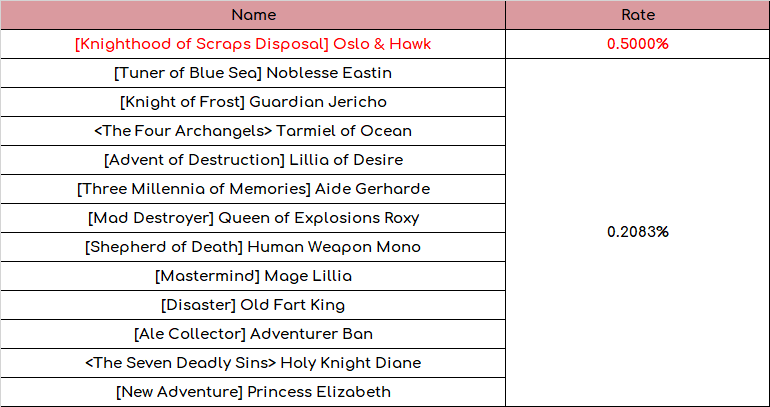 Name Rate
[Knighthood of Scraps Disposal] Oslo & Hawk 0.5000%
[Tuner of Blue Sea] Noblesse Eastin
[Knight of Frost] Guardian Jericho
<The Four Archangels> Tarmiel of Ocean
[Advent of Destruction] Lillia of Desire
[Three Millennia of Memories] Aide Gerharde
[Mad Destroyer] Queen of Explosions Roxy
[Shepherd of Death] Human Weapon Mono 0.2083%
[Mastermind] Mage Lillia
[Disaster] Old Fart King
[Ale Collector] Adventurer Ban
<The Seven Deadly Sins> Holy Knight Diane
[New Adventure] Princess Elizabeth